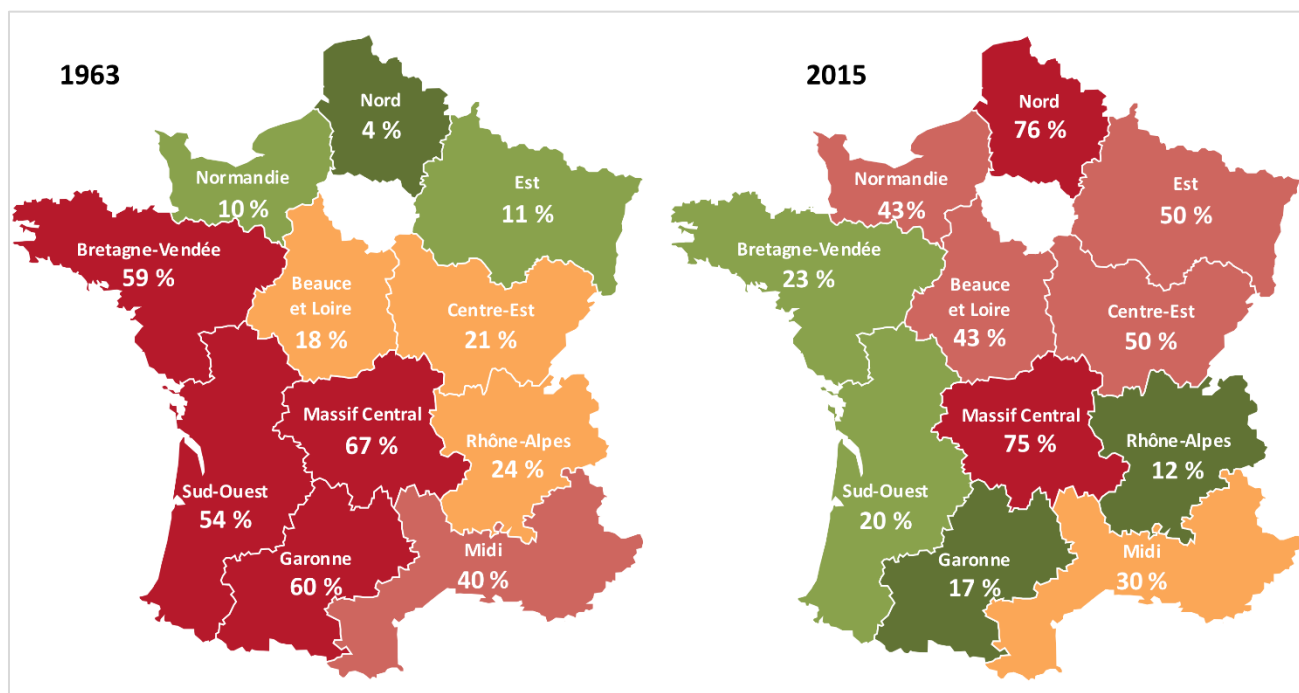 1963
Nord
4 %
Normandie
10 %
Est
11 %
Bretagne-Vendée
59 %
Beauce
et Loire
18 %
Centre-Est
21 %
Massif Central
67 %
Rhône-Alpes
24 %
Sud-Ouest
54 %
Garonne
60 %
Midi
40 %
2015
Nord
76 %
Normandie
43%
Est
50 %
Bretagne-Vendée
23 %
Beauce
et Loire
43 %
Centre-Est
50 %
Massif Central
75 %
Rhône-Alpes
12 %
Sud-Ouest
20 %
Garonne
17 %
Midi
30 %